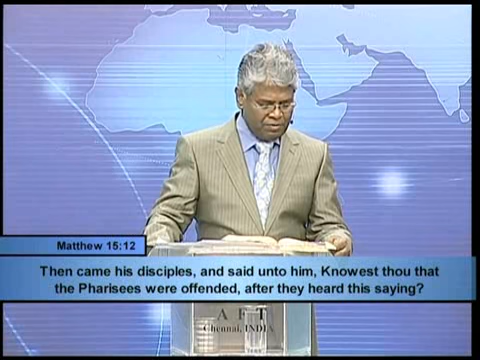 Matthew 15:12
Then came his disciples, and said unto him, Knowest thou that
the Pharisees were offended, after they heard this saying?
A F T
Chennai, INDIA